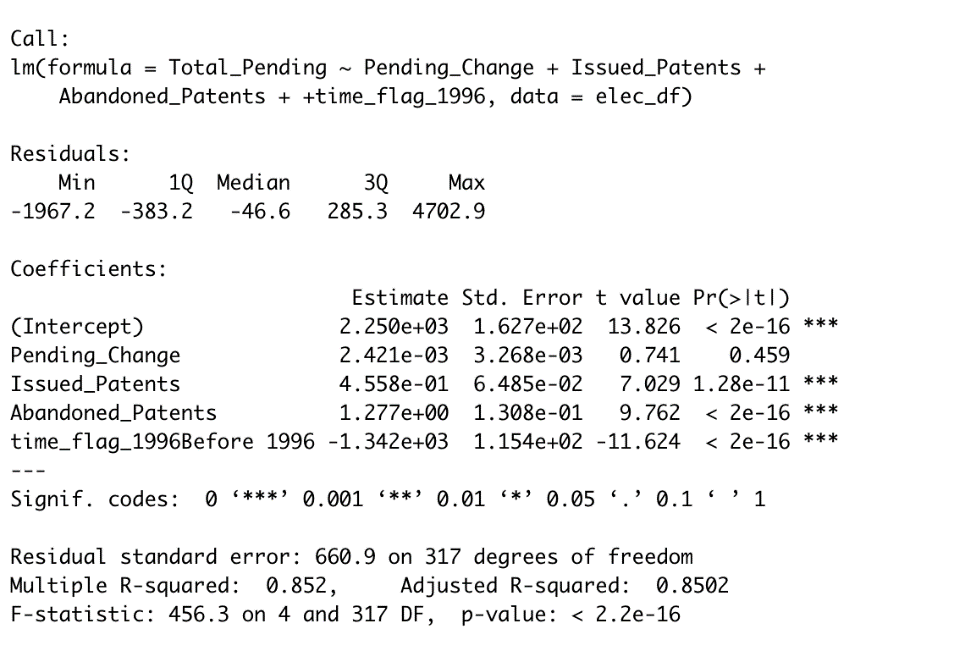 Call:
lm(formula = Total_Pending ~ Pending_Change + Issued_Patents +
    Abandoned_Patents + +time_flag_1996, data = elec_df)

Residuals:
    Min      1Q  Median      3Q     Max
-1967.2  -383.2   -46.6   285.3  4702.9

Coefficients:
                            Estimate Std. Error t value Pr(>|t|)
(Intercept)                2.250e+03  1.627e+02  13.826  < 2e-16 ***
Pending_Change             2.421e-03  3.268e-03   0.741    0.459
Issued_Patents             4.558e-01  6.485e-02   7.029 1.28e-11 ***
Abandoned_Patents          1.277e+00  1.308e-01   9.762  < 2e-16 ***
time_flag_1996Before 1996 -1.342e+03  1.154e+02 -11.624  < 2e-16 ***
---
Signif. codes:  0 ‘***’ 0.001 ‘**’ 0.01 ‘*’ 0.05 ‘.’ 0.1 ‘ ’ 1

Residual standard error: 660.9 on 317 degrees of freedom
Multiple R-squared:  0.852,     Adjusted R-squared:  0.8502
F-statistic: 456.3 on 4 and 317 DF,  p-value: < 2.2e-16